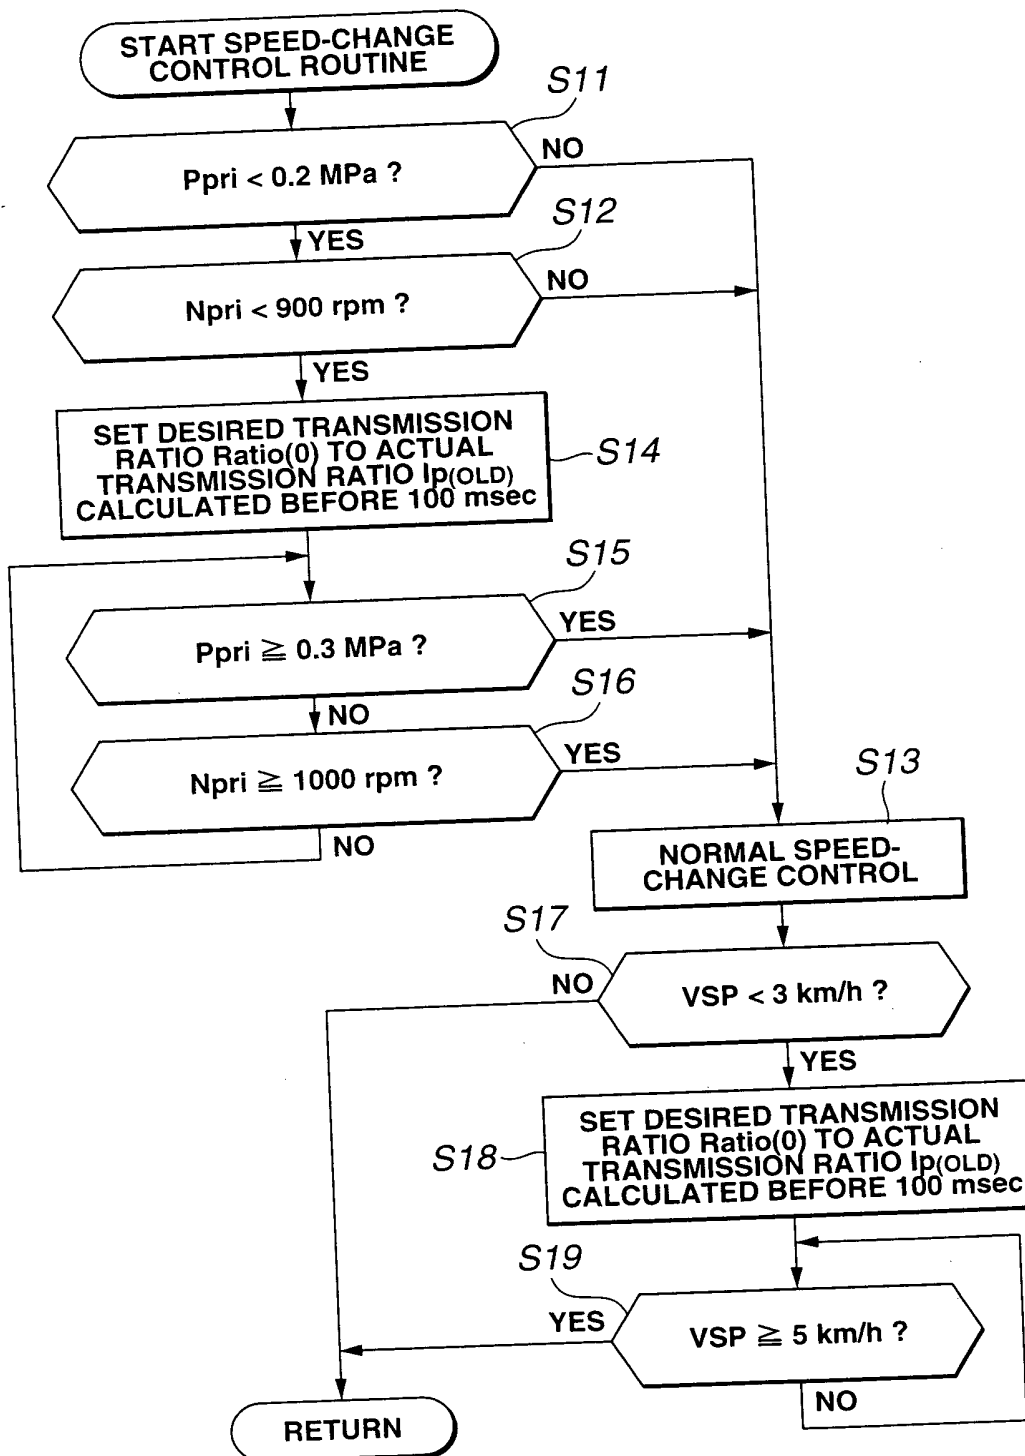 START SPEED-CHANGE
CONTROL ROUTINE
S11
Ppri < 0.2 MPa ?
NO
YES
S12
Npri < 900 rpm ?
NO
YES
SET DESIRED TRANSMISSION
RATIO Ratio(0) TO ACTUAL
TRANSMISSION RATIO Ip(OLD)
CALCULATED BEFORE 100 msec
S14
S15
Ppri ≧ 0.3 MPa ?
YES
NO
S16
Npri ≧ 1000 rpm ?
YES
NO
S13
NORMAL SPEED-
CHANGE CONTROL
S17
NO
VSP < 3 km/h ?
YES
SET DESIRED TRANSMISSION
RATIO Ratio(0) TO ACTUAL
TRANSMISSION RATIO Ip(OLD)
CALCULATED BEFORE 100 msec
S18
S19
YES
VSP ≧ 5 km/h ?
NO
RETURN